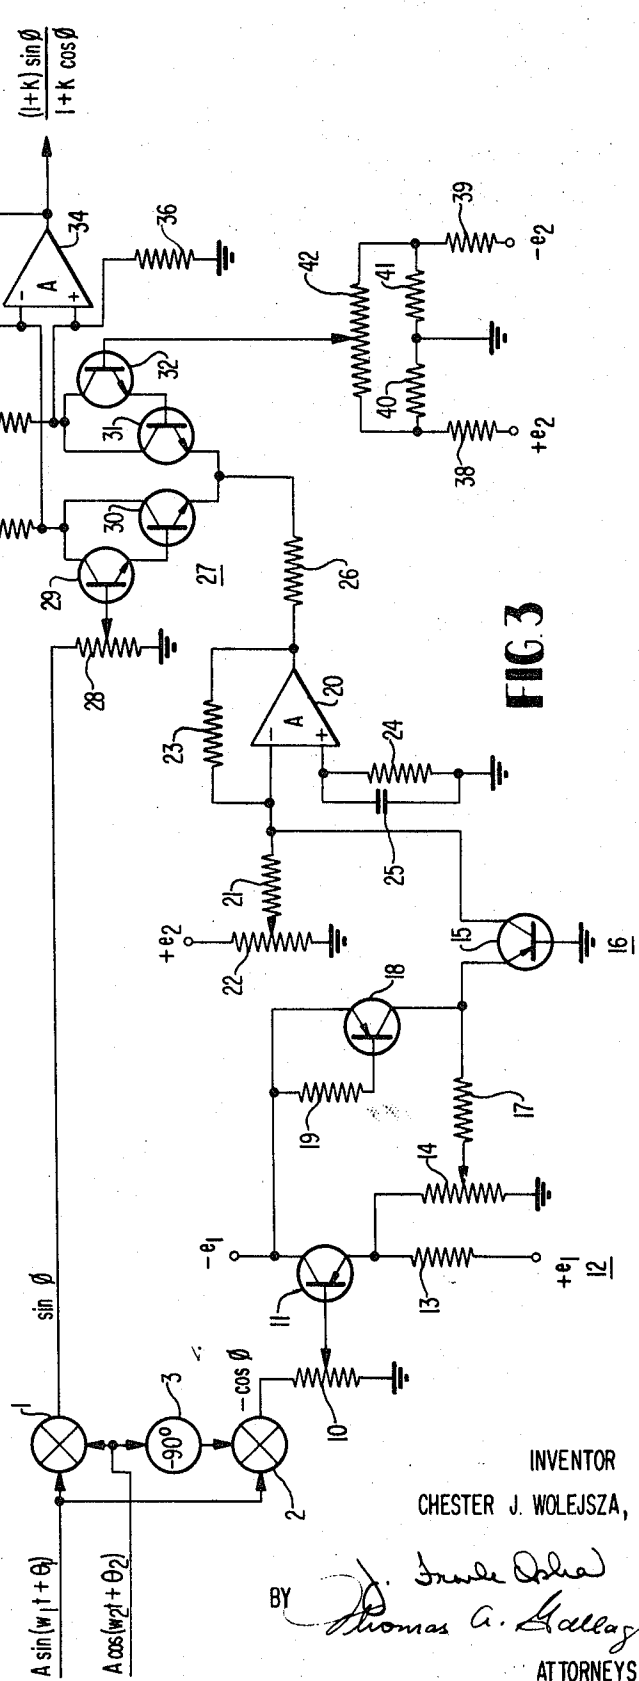 A sin(w1t + θ1)
A cos(w2t + θ2)
1
sin Ø
3
-90°
2
-cos Ø
10
11
-e1
13
+e1
12
14
17
19
18
15
16
+e2
22
21
23
A
-
+
20
24
25
26
28
29
30
27
31
32
A
-
+
34
36
(1+K) sin Ø
1+K cos Ø
42
40
41
38
39
+e2
-e2
FIG. 3
INVENTOR
CHESTER J. WOLEJSZA,
BY
Thomas A.
ATTORNEYS